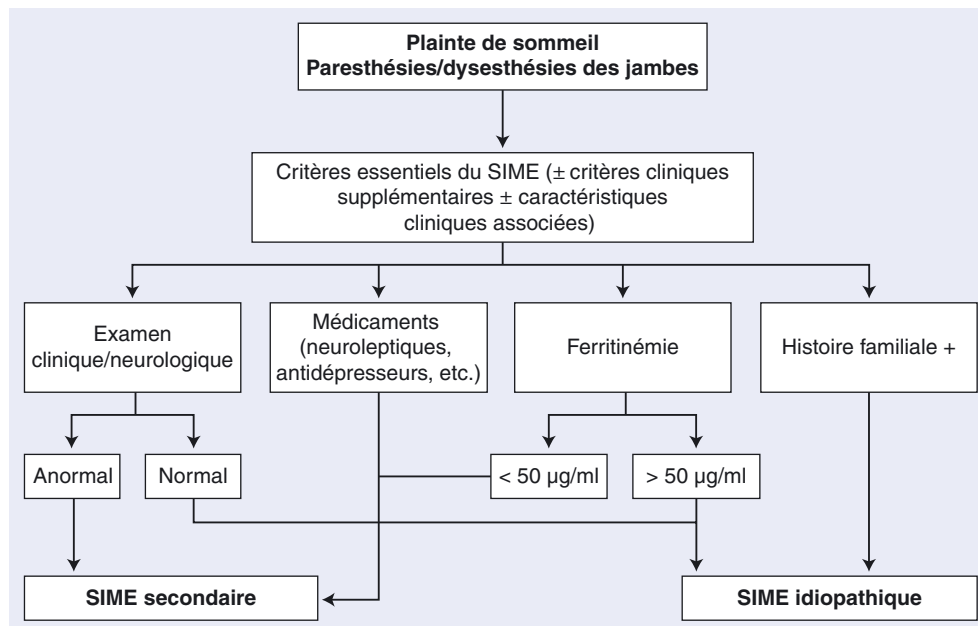 Plainte de sommeil
Paresthésies/dysesthésies des jambes
Critères essentiels du SIME (± critères cliniques
supplémentaires ± caractéristiques
cliniques associées)
Examen
clinique/neurologique
Médicaments
(neuroleptiques,
antidépresseurs, etc.)
Ferritinémie
Histoire familiale +
Anormal
Normal
< 50 µg/ml
> 50 µg/ml
SIME secondaire
SIME idiopathique